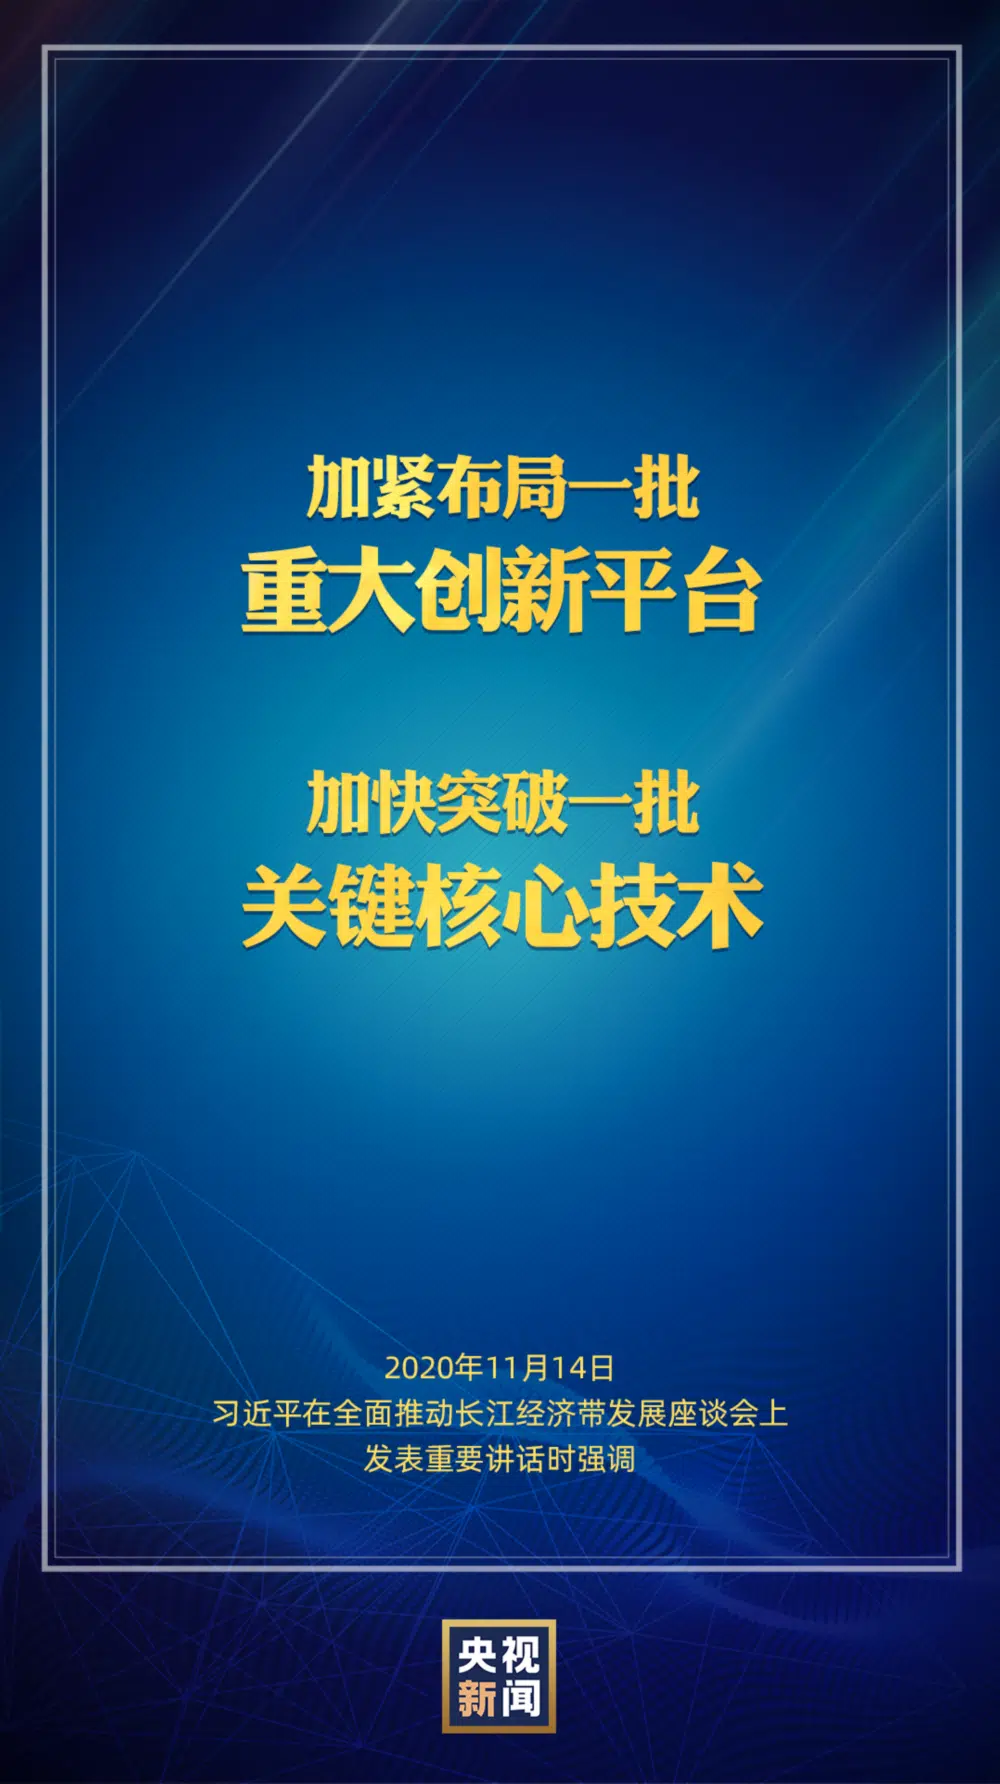 加紧布局一批
重大创新平台
加快突破一批
关键核心技术
2020年11月14日
习近平在全面推动长江经济带发展座谈会上
发表重要讲话时强调
央视
新闻